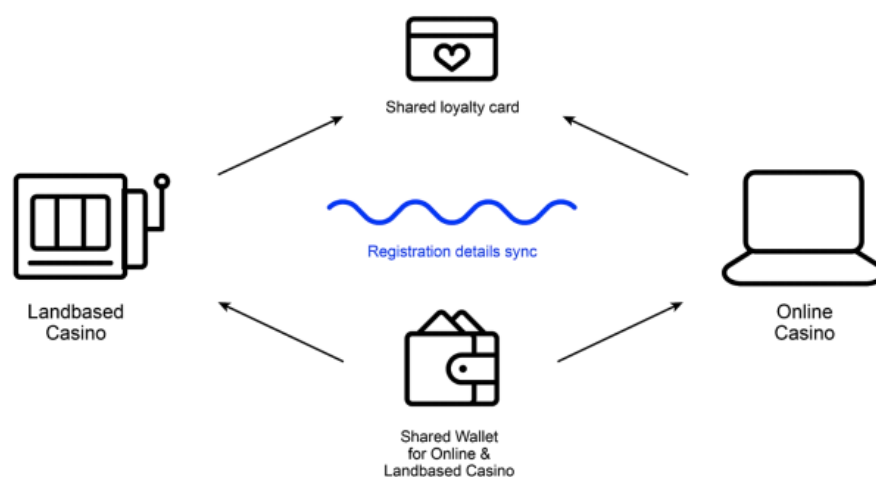 Shared loyalty card
Registration details sync
Landbased
Casino
Online
Casino
Shared Wallet
for Online &
Landbased Casino